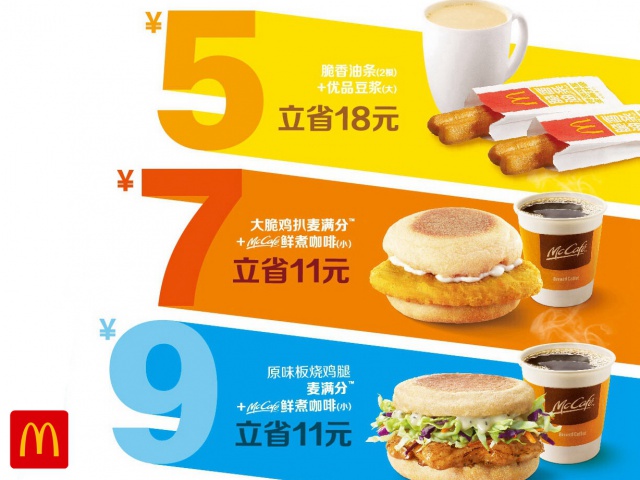 ¥5
脆香油条(2根)
+优品豆浆(大)
立省18元
¥7
大脆鸡扒麦满分™
+McCafé鲜煮咖啡(小)
立省11元
McCafé
¥9
原味板烧鸡腿
麦满分™
+McCafé鲜煮咖啡(小)
立省11元
McCafé